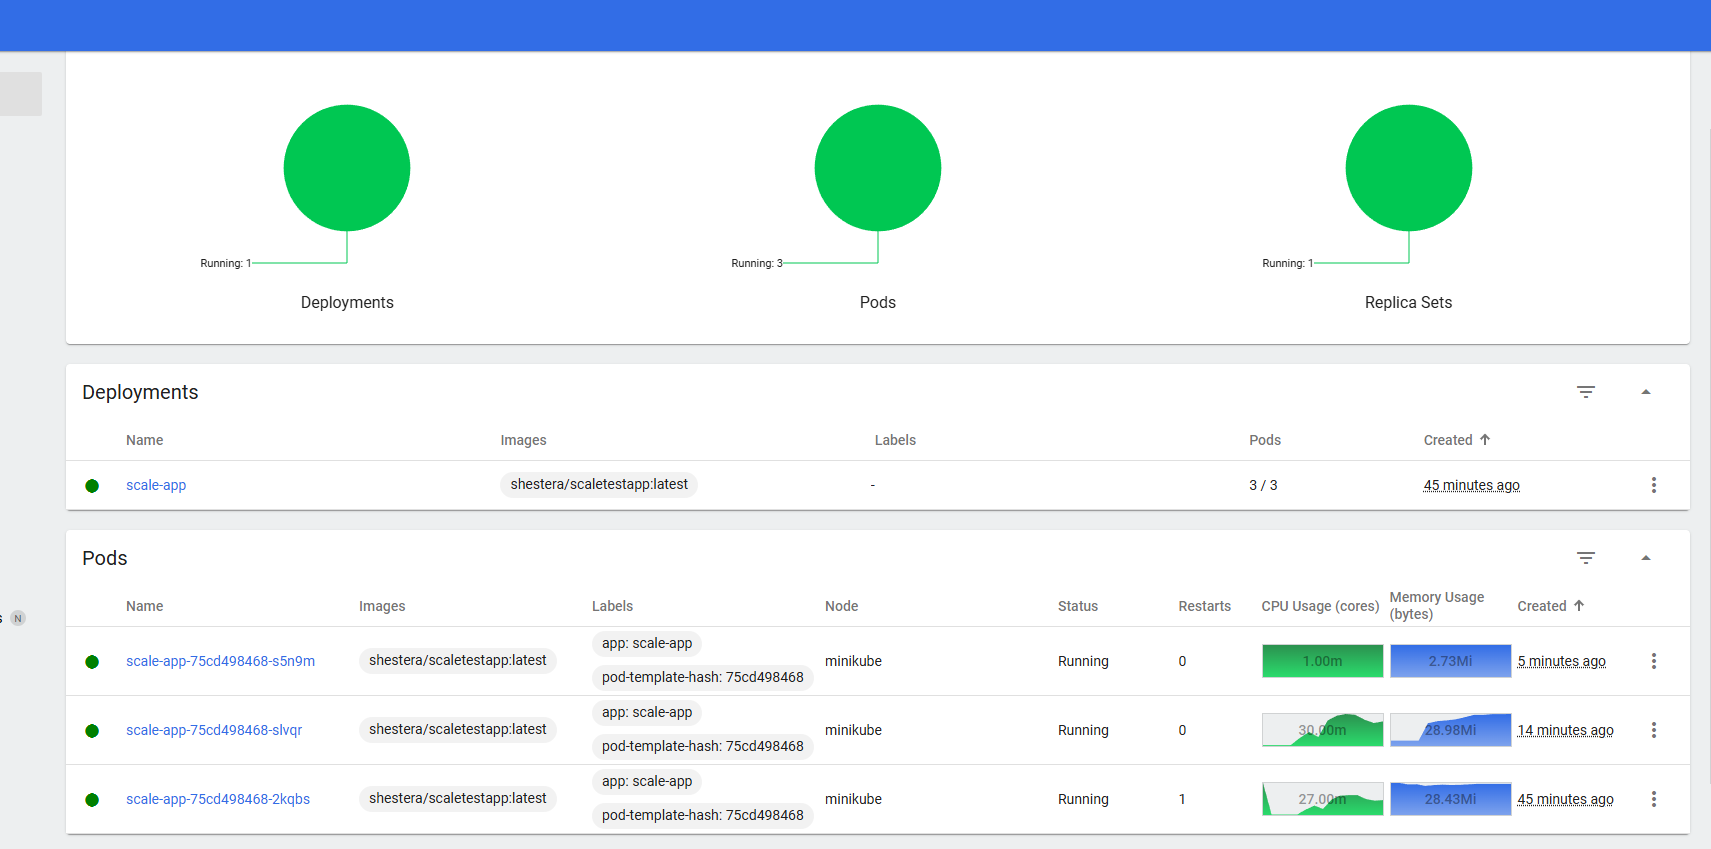 Running: 1
Deployments
Running: 3
Pods
Running: 1
Replica Sets
Deployments
Name Images Labels Pods Created
scale-app shestera/scaletestapp:latest - 3 / 3 45 minutes ago
Pods
Name Images Labels Node Status Restarts CPU Usage (cores) Memory Usage (bytes) Created
s N
scale-app-75cd498468-s5n9m shestera/scaletestapp:latest app: scale-app pod-template-hash: 75cd498468 minikube Running 0 1.00m 2.73Mi 5 minutes ago
scale-app-75cd498468-slvqr shestera/scaletestapp:latest app: scale-app pod-template-hash: 75cd498468 minikube Running 0 30.00m 28.98Mi 14 minutes ago
scale-app-75cd498468-2kqbs shestera/scaletestapp:latest app: scale-app pod-template-hash: 75cd498468 minikube Running 1 27.00m 28.43Mi 45 minutes ago